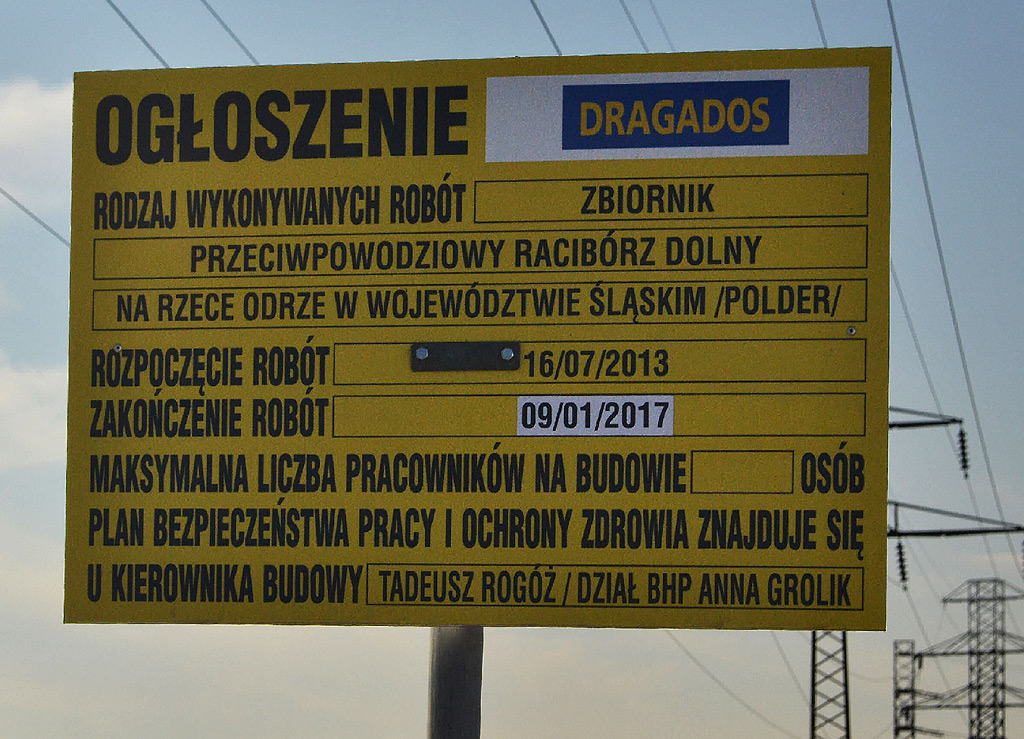 OGŁOSZENIE DRAGADOS
RODZAJ WYKONYWANYCH ROBÓT ZBIORNIK
PRZECIWPOWODZIOWY RACIBÓRZ DOLNY
NA RZECE ODRZE W WOJEWÓDZTWIE ŚLĄSKIM /POLDER/
ROZPOCZĘCIE ROBÓT 16/07/2013
ZAKOŃCZENIE ROBÓT 09/01/2017
MAKSYMALNA LICZBA PRACOWNIKÓW NA BUDOWIE OSÓB
PLAN BEZPIECZEŃSTWA PRACY I OCHRONY ZDROWIA ZNAJDUJE SIĘ
U KIEROWNIKA BUDOWY TADEUSZ ROGÓŻ / DZIAŁ BHP ANNA GROLIK